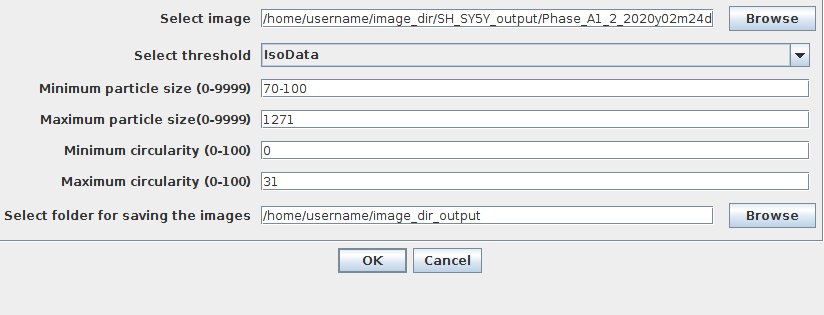 Select image /home/username/image_dir/SH_SY5Y_output/Phase_A1_2_2020y02m24d Browse
Select threshold IsoData
Minimum particle size (0-9999) 70-100
Maximum particle size(0-9999) 1271
Minimum circularity (0-100) 0
Maximum circularity (0-100) 31
Select folder for saving the images /home/username/image_dir_output Browse
OK Cancel